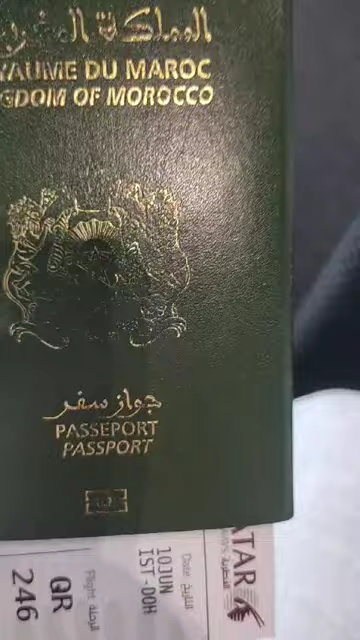 المملكة المغربية
YAUME DU MAROC
GDOM OF MOROCCO
جواز سفر
PASSEPORT
PASSPORT
TAR
القطرية
Date التاريخ
10JUN
IST-DOH
Flight الرحلة
QR
246